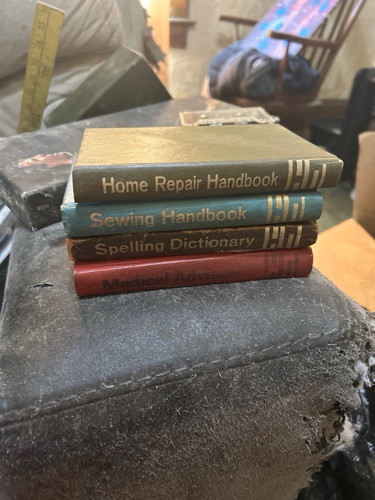 Home Repair Handbook
Sewing Handbook
Spelling Dictionary
Medical Advisor